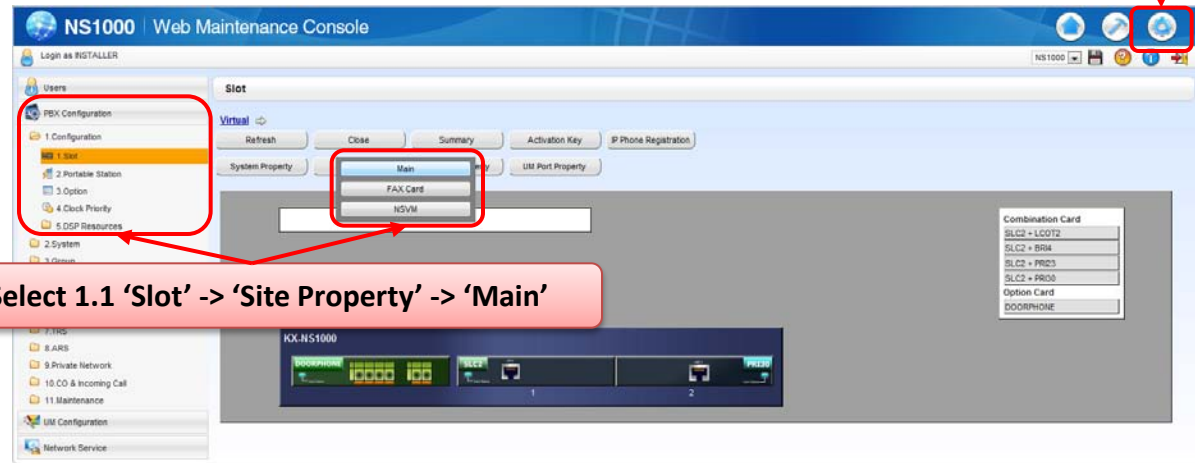 NS1000 Web Maintenance Console
Login as INSTALLER
NS1000
Users
PBX Configuration
1.Configuration
1.Slot
2.Portable Station
3.Option
4.Clock Priority
5.DSP Resources
2.System
3.Group
8.ARS
9.Private Network
10.CO & Incoming Call
11.Maintenance
UM Configuration
Network Service
Slot
Virtual
Refresh
Close
Summary
Activation Key
IP Phone Registration
System Property
UM Port Property
Main
FAX Card
NSVM
Select 1.1 ‘Slot’ -> ‘Site Property’ -> ‘Main’
Combination Card
SLC2 + LCOT2
SLC2 + BRI4
SLC2 + PRI23
SLC2 + PRI30
Option Card
DOORPHONE
KX-NS1000
DOORPHONE
SLC2
PRI30
1
2